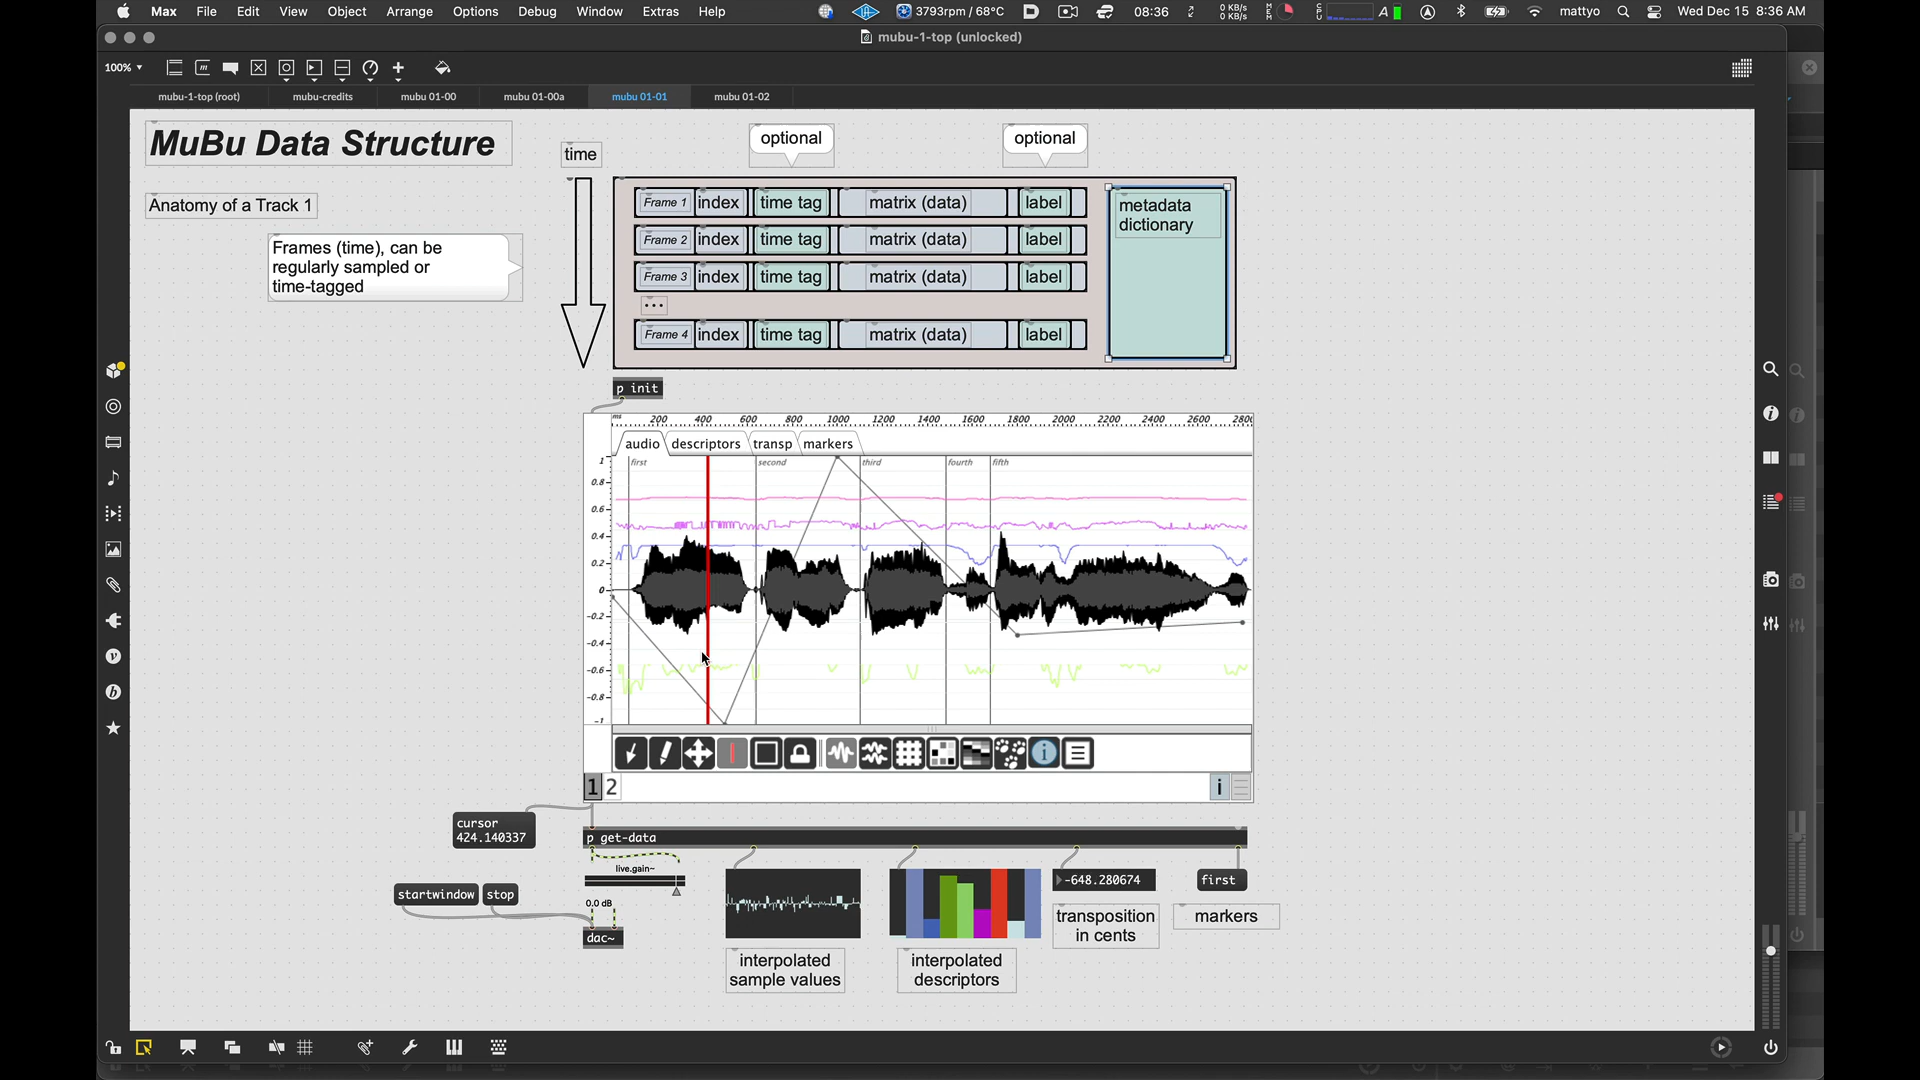 Max File Edit View Object Arrange Options Debug Window Extras Help 3793rpm / 68°C 08:36 0 KB/s 0 KB/s mattyo Wed Dec 15 8:36 AM
mubu-1-top (unlocked)
100%
mubu-1-top (root) mubu-credits mubu 01-00 mubu 01-00a mubu 01-01 mubu 01-02
MuBu Data Structure
time
optional
optional
Anatomy of a Track 1
Frames (time), can be
regularly sampled or
time-tagged
Frame 1 index time tag matrix (data) label
Frame 2 index time tag matrix (data) label
Frame 3 index time tag matrix (data) label
...
Frame 4 index time tag matrix (data) label
metadata
dictionary
p init
ms 200 400 600 800 1000 1200 1400 1600 1800 2000 2200 2400 2600 2800
audio descriptors transp markers
first second third fourth fifth
1
0.8
0.6
0.4
0.2
0
-0.2
-0.4
-0.6
-0.8
-1
1 2 i
cursor
424.140337
p get-data
live.gain~
0.0 dB
startwindow stop
dac~
-648.280674
first
transposition
in cents
markers
interpolated
sample values
interpolated
descriptors